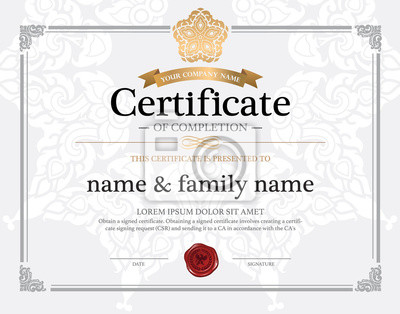 YOUR COMPANY NAME
Certificate
OF COMPLETION
THIS CERTIFICATE IS PRESENTED TO
name & family name
LOREM IPSUM DOLOR SIT AMET
Obtain a signed certificate. Obtaining a signed certificate involves creating a certifi-
cate signing request (CSR) and sending it to a CA in accordance with the CA's
DATE
SIGNATURE